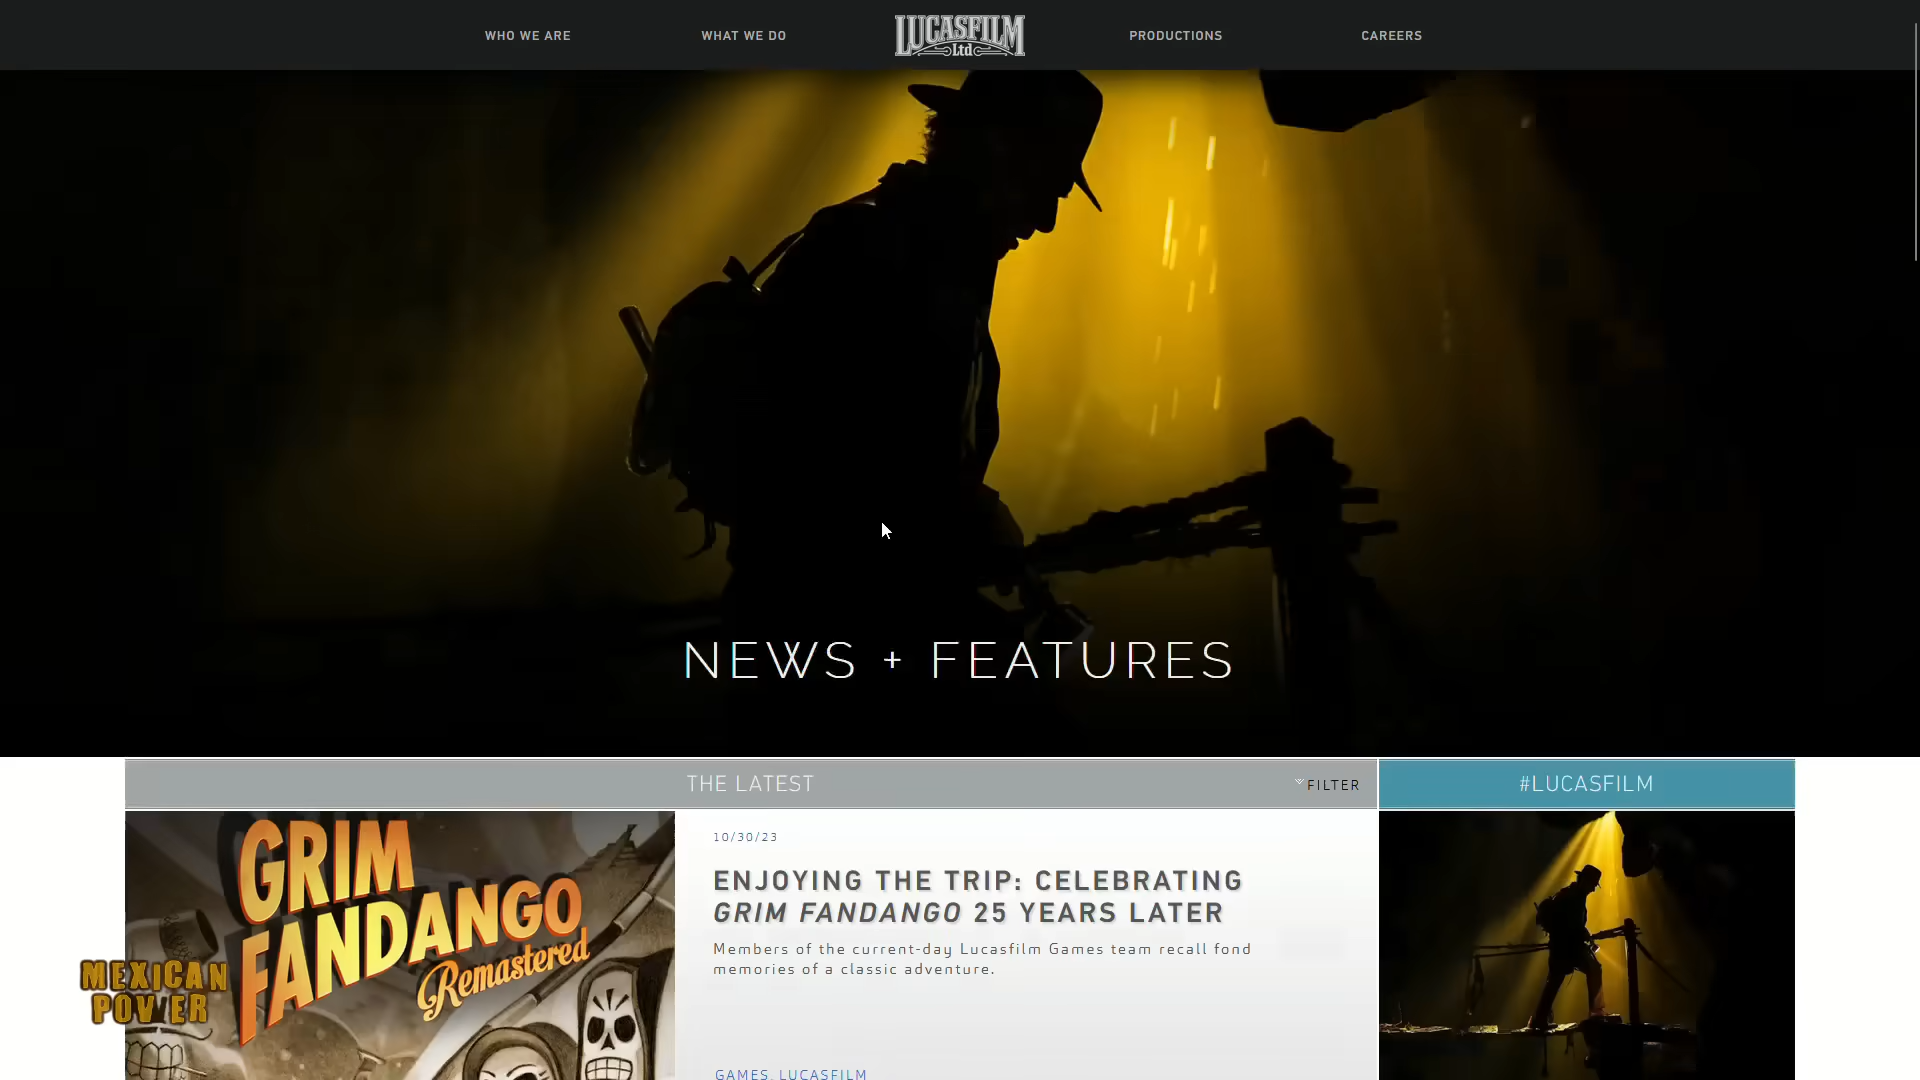 WHO WE ARE
WHAT WE DO
LUCASFILM
Ltd
PRODUCTIONS
CAREERS
NEWS + FEATURES
THE LATEST
FILTER
#LUCASFILM
GRIM
FANDANGO
Remastered
10/30/23
ENJOYING THE TRIP: CELEBRATING
GRIM FANDANGO 25 YEARS LATER
Members of the current-day Lucasfilm Games team recall fond
memories of a classic adventure.
GAMES, LUCASFILM
MEXICAN
POWER